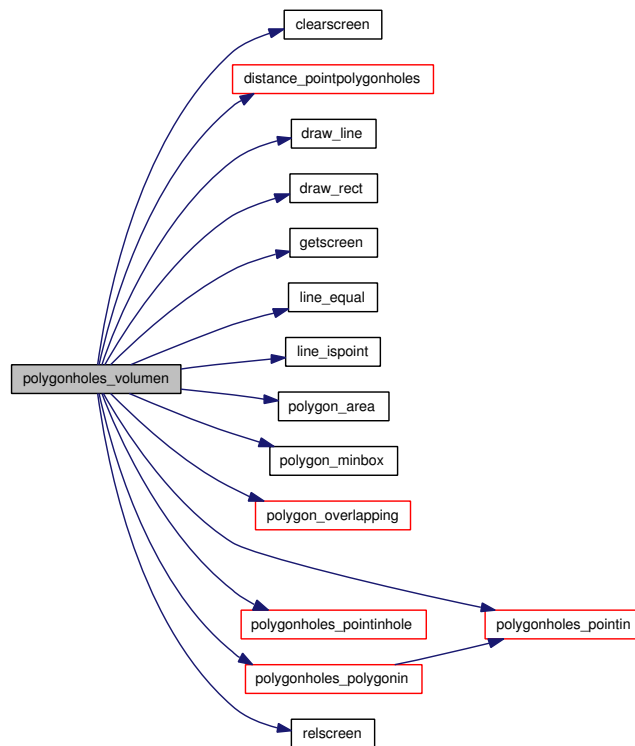 clearscreen
distance_pointpolygonholes
draw_line
draw_rect
getscreen
line_equal
line_ispoint
polygonholes_volumen
polygon_area
polygon_minbox
polygon_overlapping
polygonholes_pointinhole
polygonholes_pointin
polygonholes_polygonin
relscreen